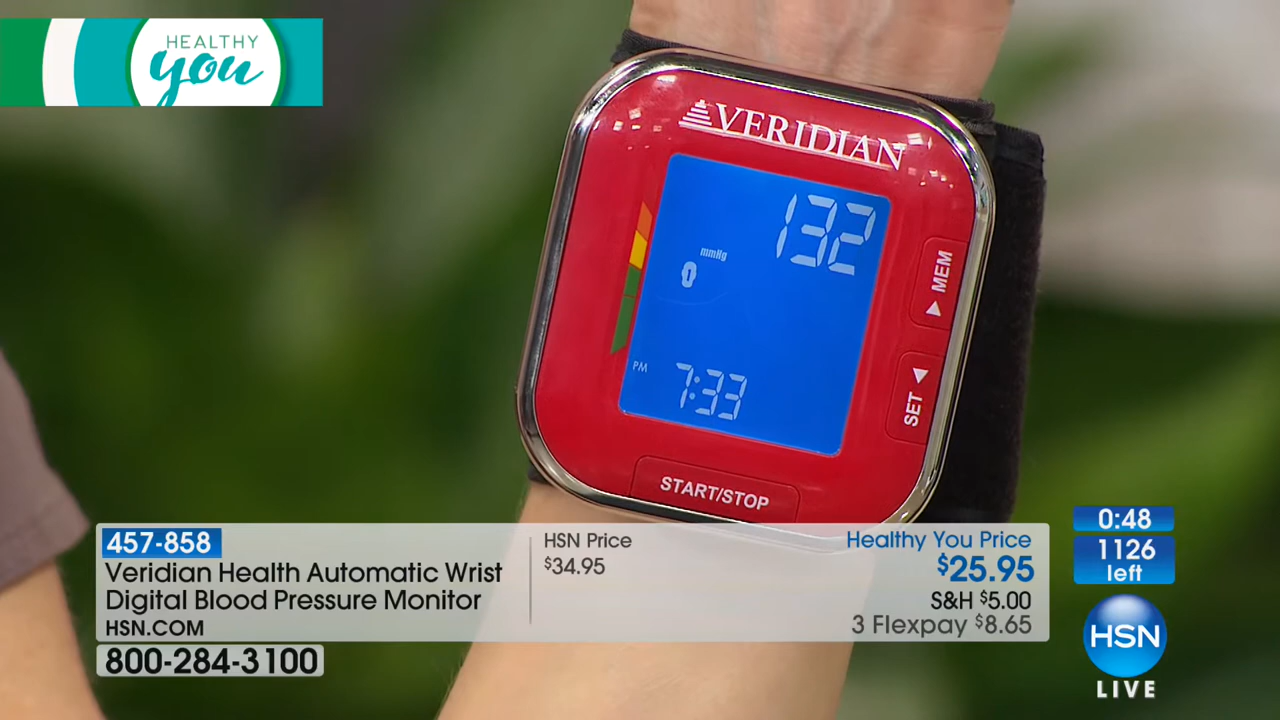 HEALTHY
you
VERIDIAN
132
mmHg
PM
7:33
MEM
SET
START/STOP
457-858
Veridian Health Automatic Wrist
Digital Blood Pressure Monitor
HSN.COM
800-284-3100
HSN Price
$34.95
Healthy You Price
$25.95
S&H $5.00
3 Flexpay $8.65
0:48
1126
left
HSN
LIVE